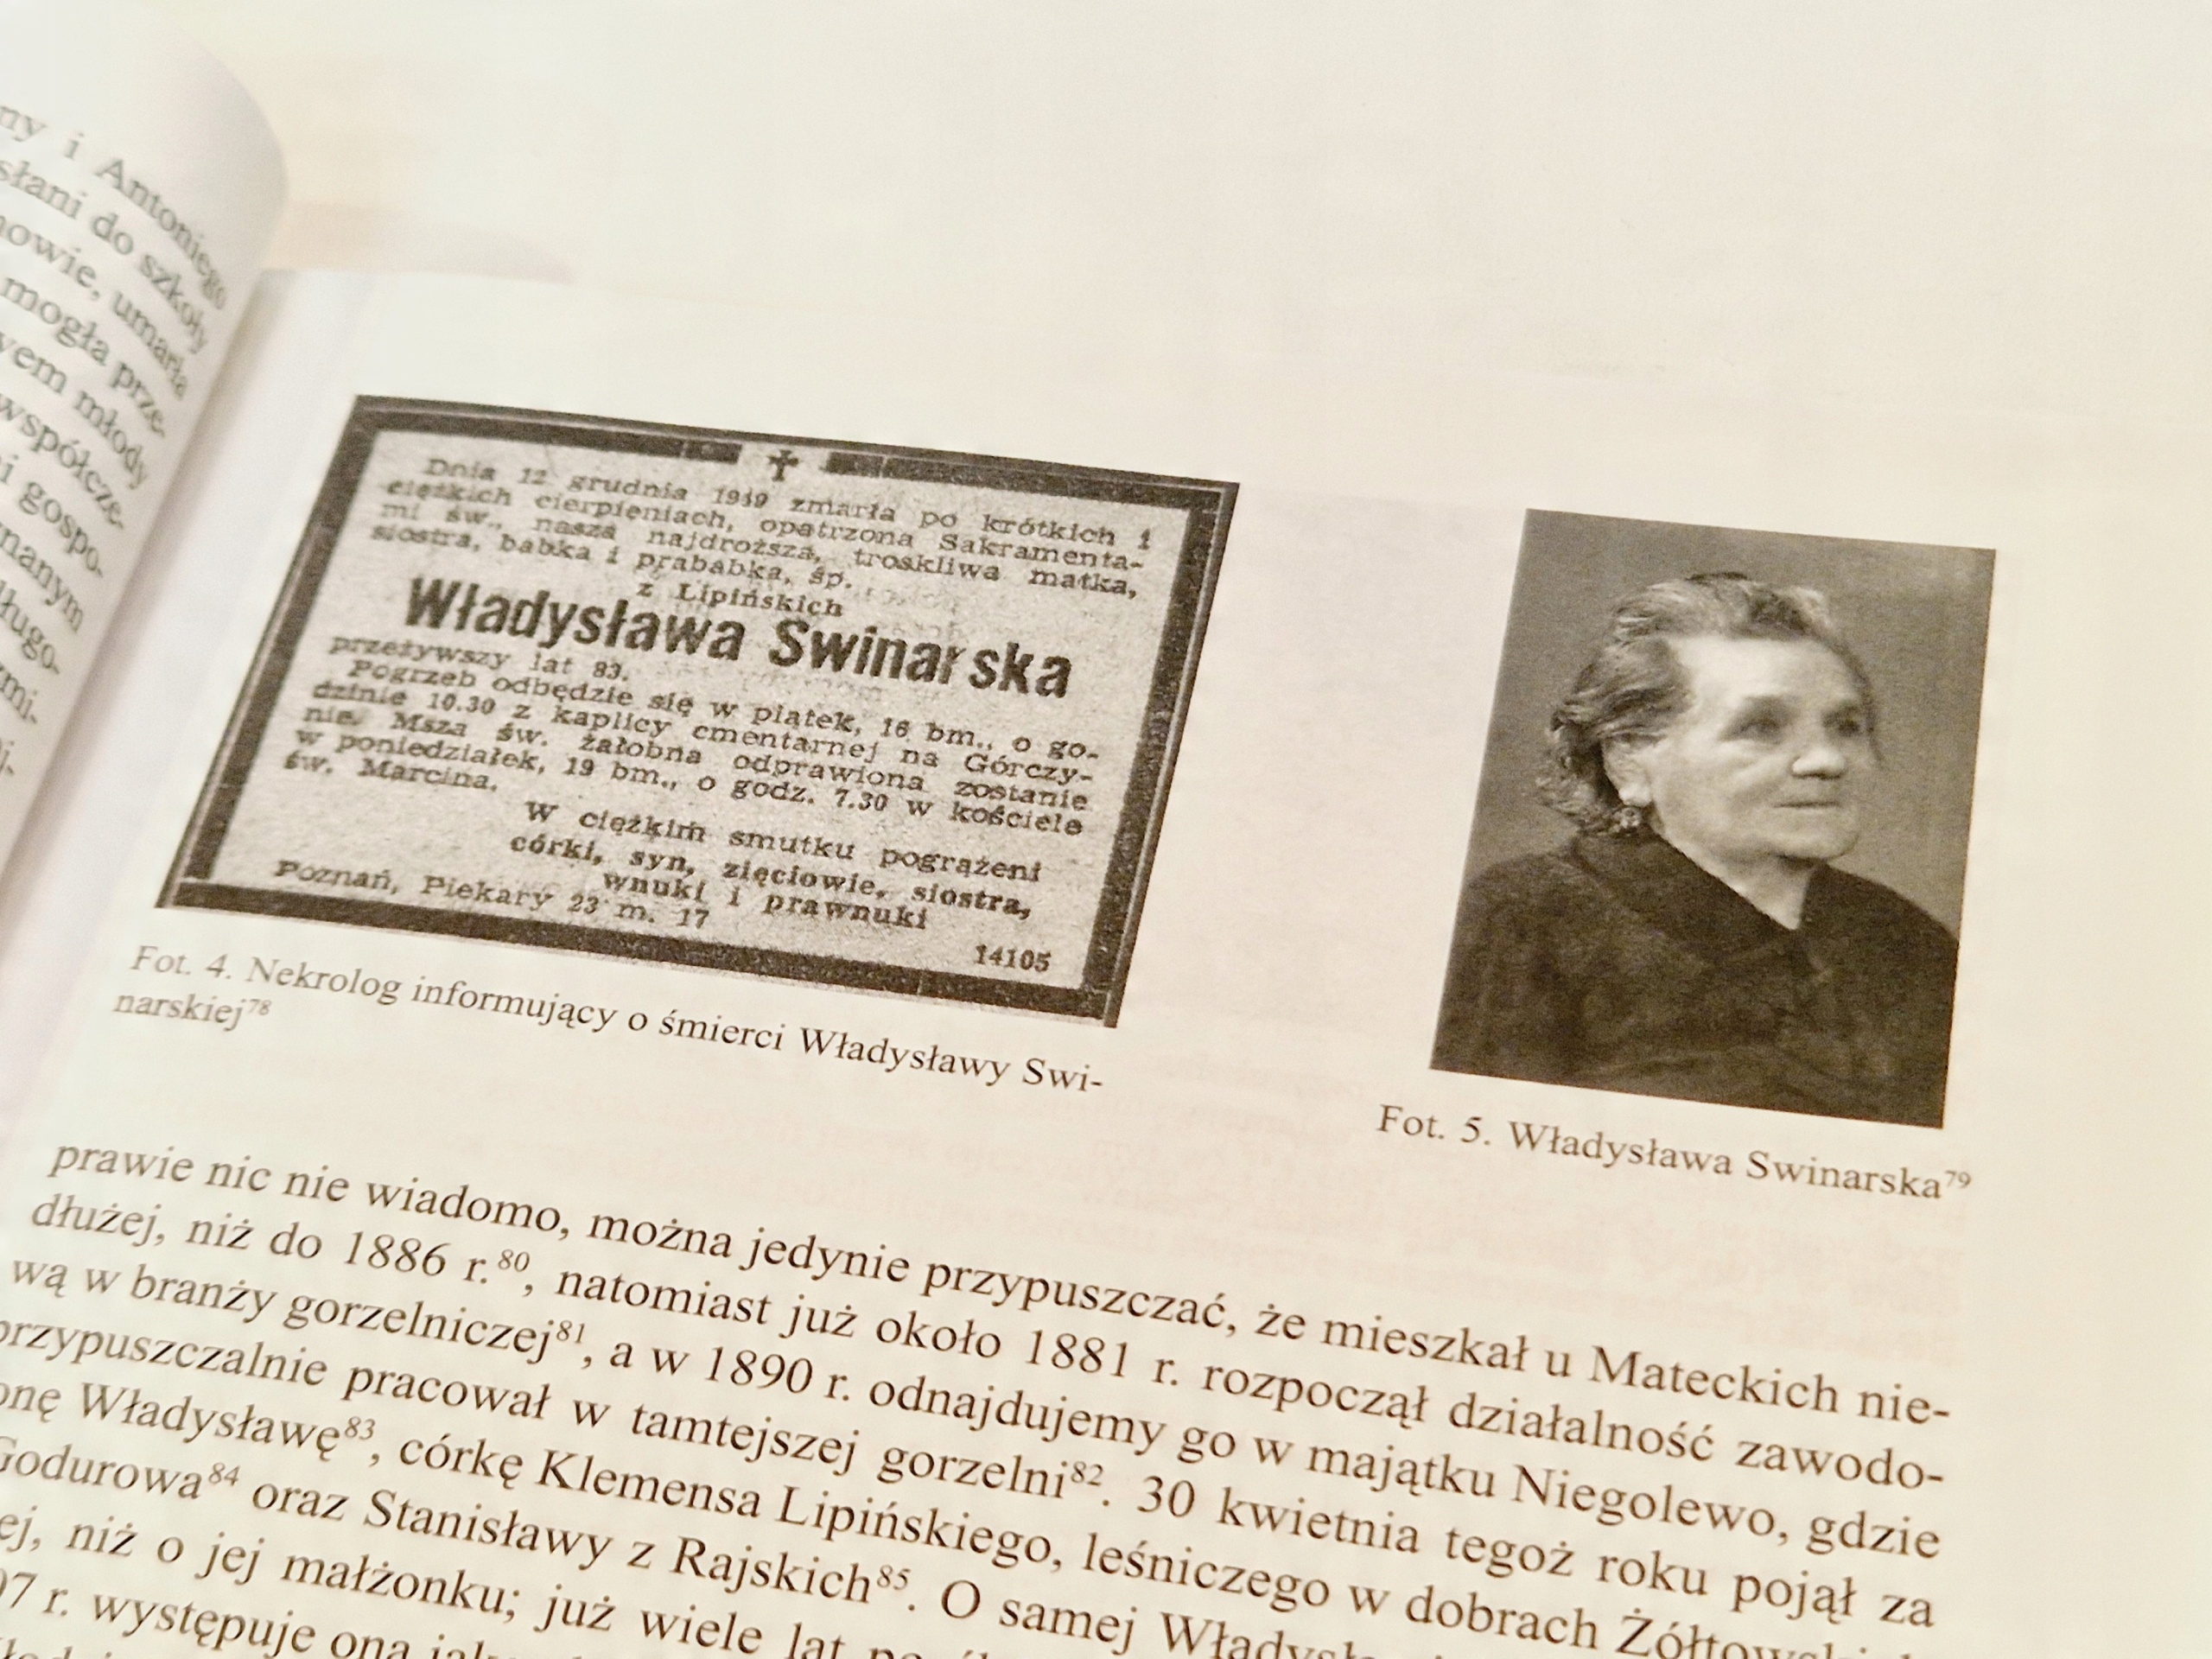 ny i Antoniego
słani do szkoły
nowie, umarła
mogła prze-
wem młody
współcze-
i gospo-
nanym
ługo-
zmi-
Dnia 12 grudnia 1949 zmarła po krótkich i
ciężkich cierpieniach, opatrzona Sakramenta-
mi św., nasza najdroższa, troskliwa matka,
siostra, babka i prababka, śp.
z Lipińskich
Władysława Swinarska
przeżywszy lat 83.
Pogrzeb odbędzie się w piątek, 16 bm., o go-
dzinie 10.30 z kaplicy cmentarnej na Górczy-
nie. Msza św. żałobna odprawiona zostanie
w poniedziałek, 19 bm., o godz. 7.30 w kościele
św. Marcina.
W ciężkim smutku pogrążeni
córki, syn, zięciowie, siostra,
wnuki i prawnuki
Poznań, Piekary 23 m. 17
14105
Fot. 4. Nekrolog informujący o śmierci Władysławy Swi-
narskiej⁷⁸
Fot. 5. Władysława Swinarska⁷⁹
prawie nic nie wiadomo, można jedynie przypuszczać, że mieszkał u Mateckich nie-
dłużej, niż do 1886 r.⁸⁰, natomiast już około 1881 r. rozpoczął działalność zawodo-
wą w branży gorzelniczej⁸¹, a w 1890 r. odnajdujemy go w majątku Niegolewo, gdzie
przypuszczalnie pracował w tamtejszej gorzelni⁸². 30 kwietnia tegoż roku pojął za
onę Władysławę⁸³, córkę Klemensa Lipińskiego, leśniczego w dobrach
Godurowa⁸⁴ oraz Stanisławy z Rajskich⁸⁵. O samej
ej, niż o jej małżonku; już wiele lat
7 r. występuje ona